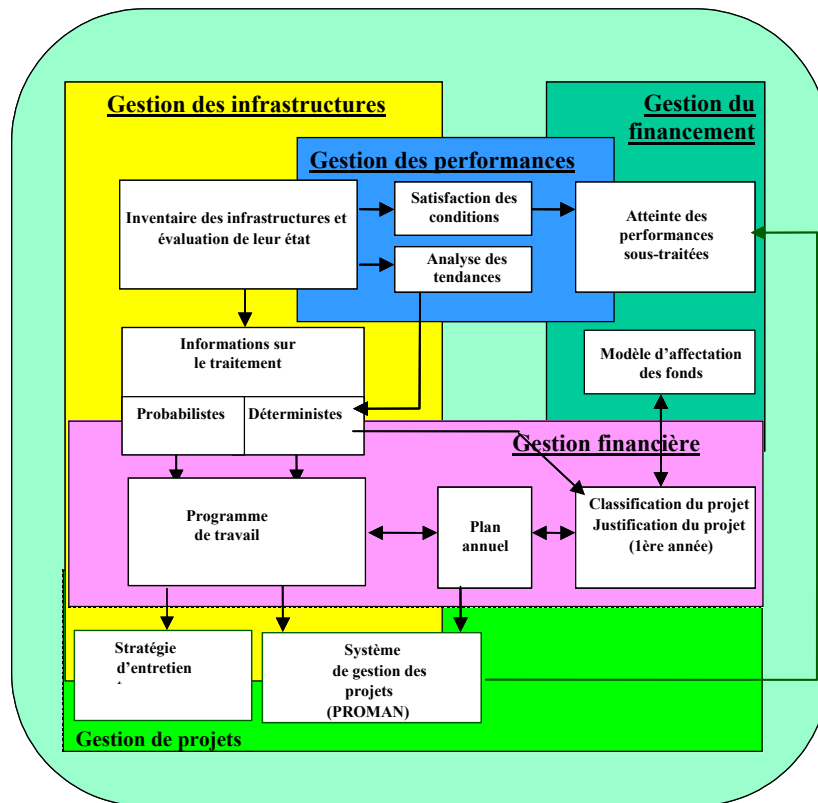 Gestion des infrastructures
Gestion du
financement
Gestion des performances
Inventaire des infrastructures et
évaluation de leur état
Satisfaction des
conditions
Atteinte des
performances
sous-traitées
Analyse des
tendances
Informations sur
le traitement
Modèle d’affectation
des fonds
Probabilistes
Déterministes
Gestion financière
Programme
de travail
Plan
annuel
Classification du projet
Justification du projet
(1ère année)
Stratégie
d’entretien
Système
de gestion des
projets
(PROMAN)
Gestion de projets